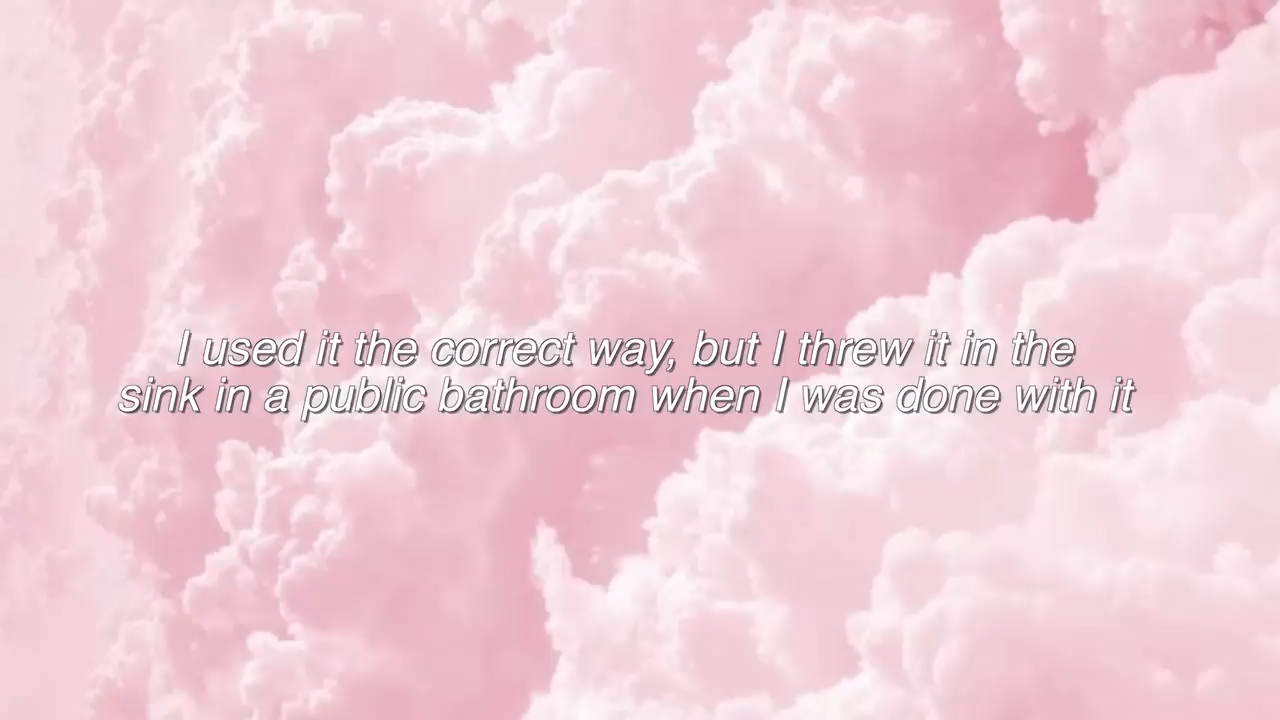 I used it the correct way, but I threw it in the
sink in a public bathroom when I was done with it